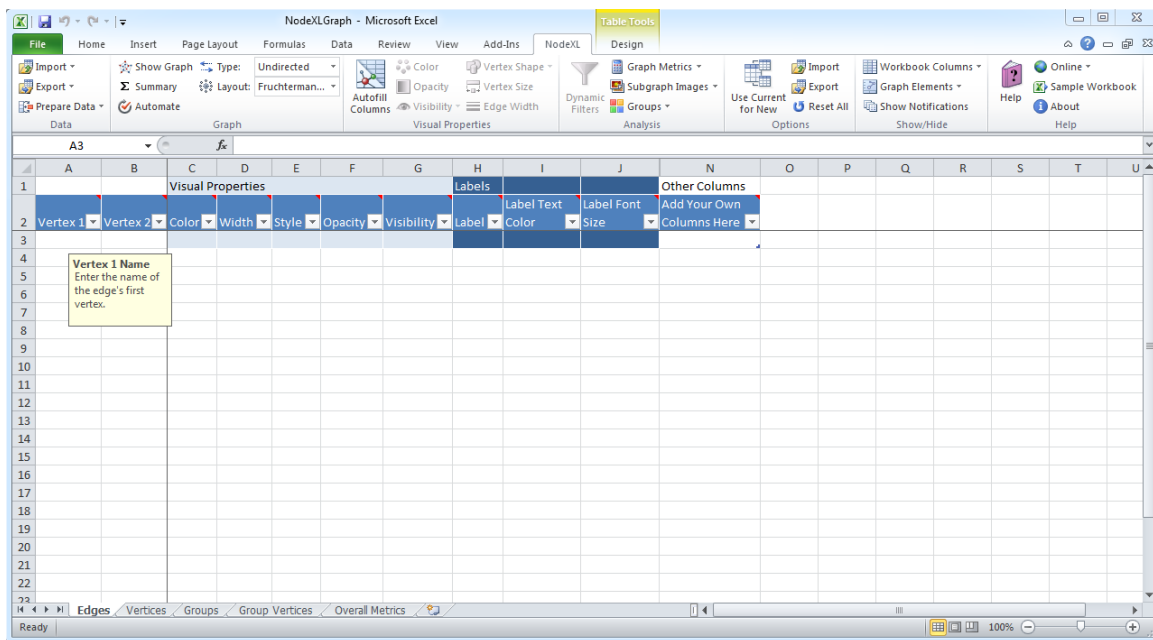 NodeXLGraph - Microsoft Excel
Table Tools
File Home Insert Page Layout Formulas Data Review View Add-Ins NodeXL Design
Import Show Graph Type: Undirected Color Vertex Shape Graph Metrics Import Workbook Columns Online
Export Summary Layout: Fruchterman... Opacity Vertex Size Subgraph Images Export Graph Elements Sample Workbook
Prepare Data Automate Autofill Columns Visibility Edge Width Dynamic Filters Groups Use Current for New Reset All Show Notifications Help About
Data Graph Visual Properties Analysis Options Show/Hide Help
A3 fx
A B C D E F G H I J N O P Q R S T U
1 Visual Properties Labels Other Columns
2 Vertex 1 Vertex 2 Color Width Style Opacity Visibility Label Label Text Color Label Font Size Add Your Own Columns Here
3
4
5
6
7
8
9
10
11
12
13
14
15
16
17
18
19
20
21
22
23
Vertex 1 Name
Enter the name of
the edge's first
vertex.
Edges Vertices Groups Group Vertices Overall Metrics
Ready 100%